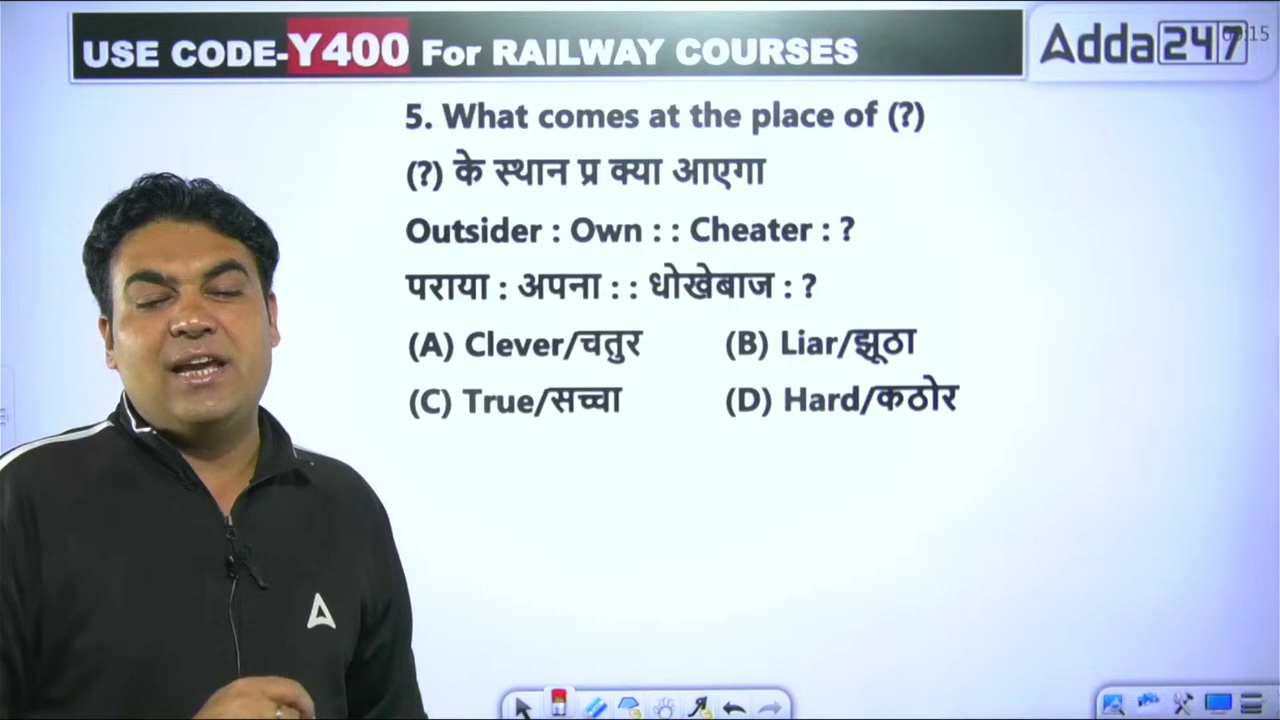 USE CODE-Y400 For RAILWAY COURSES
Adda247
5. What comes at the place of (?)
(?) के स्थान प्र क्या आएगा
Outsider : Own : : Cheater : ?
पराया : अपना : : धोखेबाज : ?
(A) Clever/चतुर (B) Liar/झूठा
(C) True/सच्चा (D) Hard/कठोर